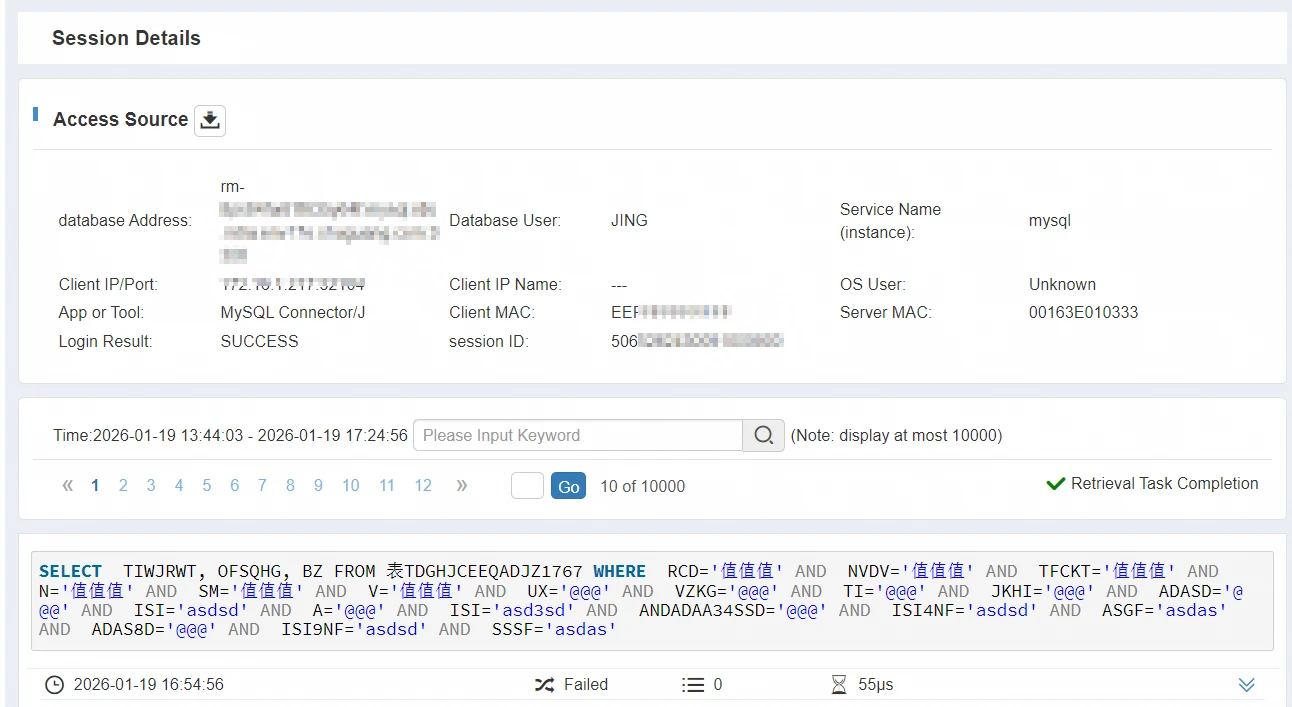 Session Details
Access Source
rm-
database Address:
Database User:
JING
Service Name
(instance):
mysql
Client IP/Port:
Client IP Name:
---
OS User:
Unknown
App or Tool:
MySQL Connector/J
Client MAC:
Server MAC:
00163E010333
Login Result:
SUCCESS
session ID:
506
Time:2026-01-19 13:44:03 - 2026-01-19 17:24:56
Please Input Keyword
(Note: display at most 10000)
« 1 2 3 4 5 6 7 8 9 10 11 12 »
Go
10 of 10000
Retrieval Task Completion
SELECT TIWJRWT, OFSQHG, BZ FROM 表TDGHJCEEQADJZ1767 WHERE RCD='值值值' AND NVDV='值值值' AND TFCKT='值值值' AND
N='值值值' AND SM='值值值' AND V='值值值' AND UX='@@@' AND VZKG='@@@' AND TI='@@@' AND JKHI='@@@' AND ADASD='@
@@' AND ISI='asdsd' AND A='@@@' AND ISI='asd3sd' AND ANDADAA34SSD='@@@' AND ISI4NF='asdsd' AND ASGF='asdas'
AND ADAS8D='@@@' AND ISI9NF='asdsd' AND SSSF='asdas'
2026-01-19 16:54:56
Failed
0
55μs